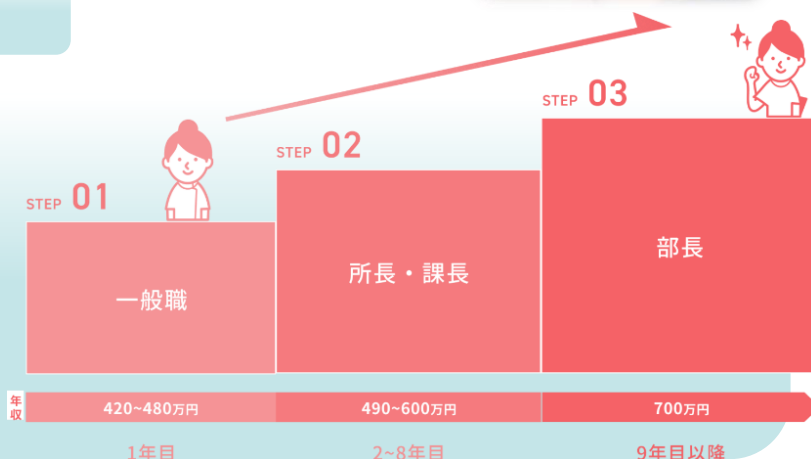 STEP 01
一般職
STEP 02
所長・課長
STEP 03
部長
年収
420~480万円
490~600万円
700万円
1年目
2~8年目
9年目以降